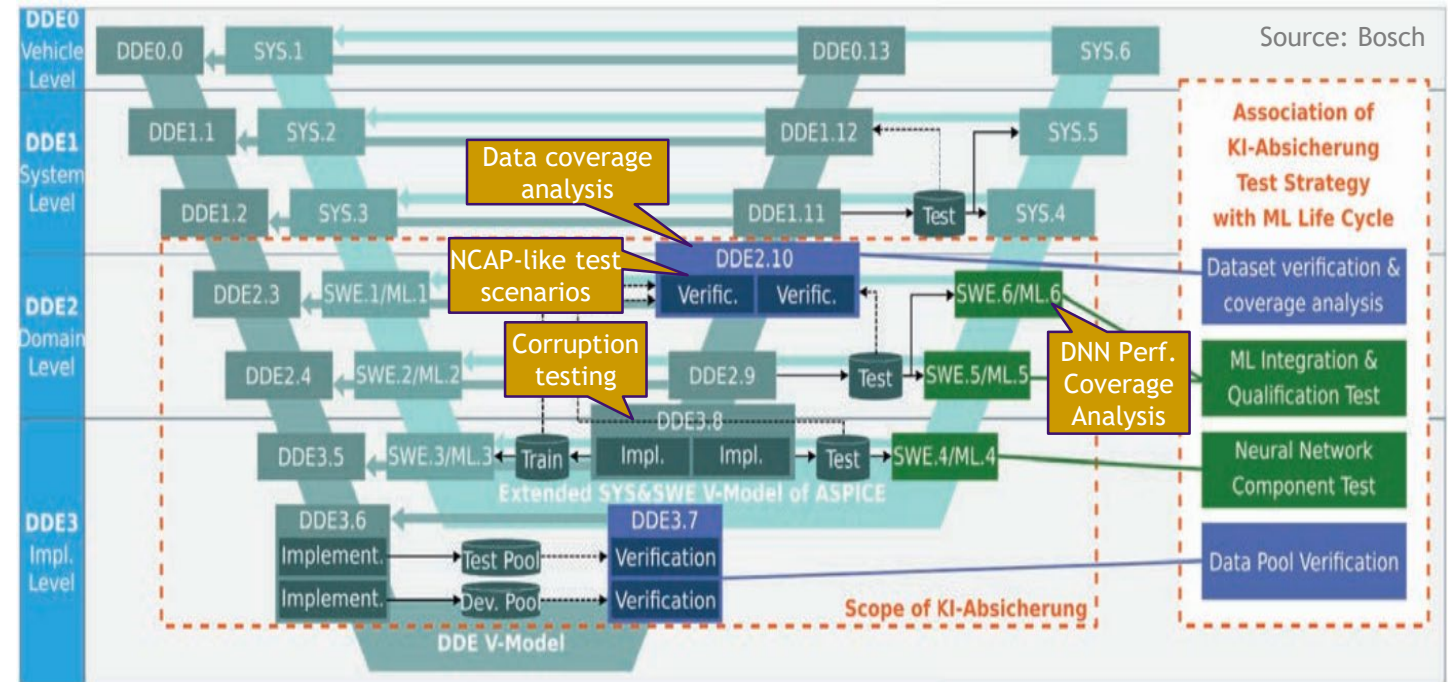 DDE0
Vehicle
Level
DDE0.0
SYS.1
DDE0.13
SYS.6
Source: Bosch
DDE1
System
Level
DDE1.1
SYS.2
DDE1.12
SYS.5
DDE1.2
SYS.3
DDE1.11
Test
SYS.4
Data coverage
analysis
DDE2
Domain
Level
DDE2.3
SWE.1/ML.1
NCAP-like test
scenarios
DDE2.10
Verific.
Verific.
SWE.6/ML.6
DDE2.4
SWE.2/ML.2
Corruption
testing
DDE2.9
Test
SWE.5/ML.5
DNN Perf.
Coverage
Analysis
DDE3
Impl.
Level
DDE3.5
SWE.3/ML.3
Train
DDE3.8
Impl.
Impl.
Test
SWE.4/ML.4
Extended SYS&SWE V-Model of ASPICE
DDE3.6
Implement.
Implement.
Test Pool
Dev. Pool
DDE3.7
Verification
Verification
Scope of KI-Absicherung
DDE V-Model
Association of
KI-Absicherung
Test Strategy
with ML Life Cycle
Dataset verification &
coverage analysis
ML Integration &
Qualification Test
Neural Network
Component Test
Data Pool Verification